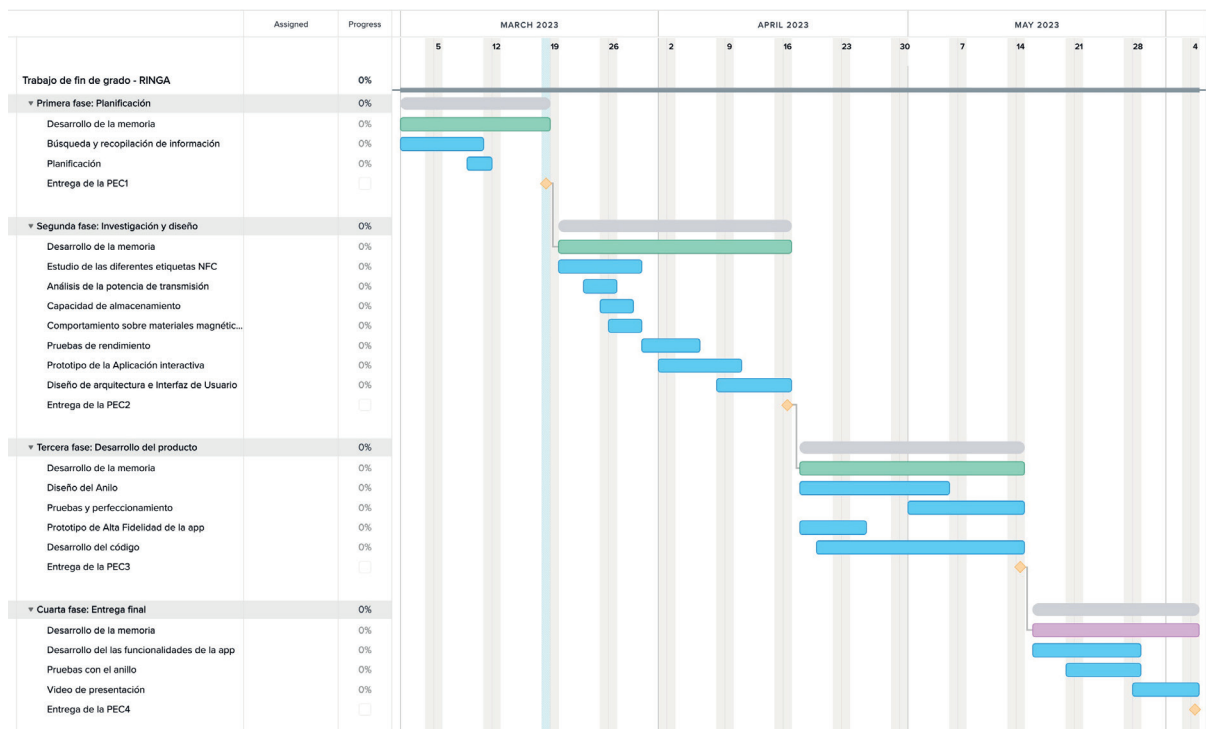 Assigned Progress MARCH 2023 APRIL 2023 MAY 2023
5 12 19 26 2 9 16 23 30 7 14 21 28 4
Trabajo de fin de grado - RINGA 0%
Primera fase: Planificación 0%
Desarrollo de la memoria 0%
Búsqueda y recopilación de información 0%
Planificación 0%
Entrega de la PEC1
Segunda fase: Investigación y diseño 0%
Desarrollo de la memoria 0%
Estudio de las diferentes etiquetas NFC 0%
Análisis de la potencia de transmisión 0%
Capacidad de almacenamiento 0%
Comportamiento sobre materiales magnétic... 0%
Pruebas de rendimiento 0%
Prototipo de la Aplicación interactiva 0%
Diseño de arquitectura e Interfaz de Usuario 0%
Entrega de la PEC2
Tercera fase: Desarrollo del producto 0%
Desarrollo de la memoria 0%
Diseño del Anilo 0%
Pruebas y perfeccionamiento 0%
Prototipo de Alta Fidelidad de la app 0%
Desarrollo del código 0%
Entrega de la PEC3
Cuarta fase: Entrega final 0%
Desarrollo de la memoria 0%
Desarrollo del las funcionalidades de la app 0%
Pruebas con el anillo 0%
Video de presentación 0%
Entrega de la PEC4